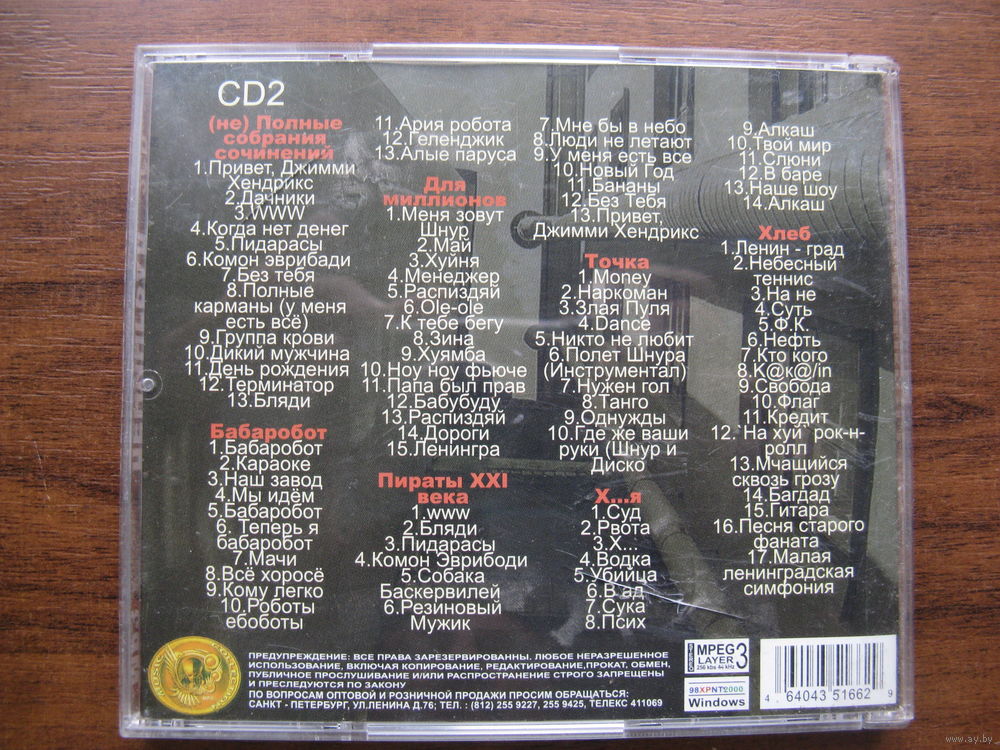 CD2
(не) Полные
собрания
сочинений
1.Привет, Джимми
Хендрикс
2.Дачники
3.WWW
4.Когда нет денег
5.Пидарасы
6.Комон эврибади
7.Без тебя
8.Полные
карманы (у меня
есть всё)
9.Группа крови
10.Дикий мужчина
11.День рождения
12.Терминатор
13.Бляди
Бабаробот
1.Бабаробот
2.Караоке
3.Наш завод
4.Мы идём
5.Бабаробот
6. Теперь я
бабаробот
7.Мачи
8.Всё хоросё
9.Кому легко
10.Роботы
ебоботы
11.Ария робота
12.Геленджик
13.Алые паруса
Для
миллионов
1.Меня зовут
Шнур
2.Май
3.Хуйня
4.Менеджер
5.Распиздяй
6.Ole-ole
7.К тебе бегу
8.Зина
9.Хуямба
10.Ноу ноу фьюче
11.Папа был прав
12.Бабубуду
13.Распиздяй
14.Дороги
15.Ленингра
Пираты XXI
века
1.www
2.Бляди
3.Пидарасы
4.Комон Эврибоди
5.Собака
Баскервилей
6.Резиновый
Мужик
7.Мне бы в небо
8.Люди не летают
9.У меня есть все
10.Новый Год
11.Бананы
12.Без Тебя
13.Привет,
Джимми Хендрикс
Точка
1.Money
2.Наркоман
3.Злая Пуля
4.Dance
5.Никто не любит
6.Полет Шнура
(Инструментал)
7.Нужен гол
8.Танго
9.Однужды
10.Где же ваши
руки (Шнур и
Диско
Х...я
1.Суд
2.Рвота
3.Х...
4.Водка
5.Убийца
6.В ад
7.Сука
8.Псих
9.Алкаш
10.Твой мир
11.Слюни
12.В баре
13.Наше шоу
14.Алкаш
Хлеб
1.Ленин - град
2.Небесный
теннис
3.На не
4.Суть
5.Ф.К.
6.Нефть
7.Кто кого
8.K@к@/in
9.Свобода
10.Флаг
11.Кредит
12.`На хуй` рок-н-
ролл
13.Мчащийся
сквозь грозу
14.Багдад
15.Гитара
16.Песня старого
фаната
17.Малая
ленинградская
симфония
ПРЕДУПРЕЖДЕНИЕ: ВСЕ ПРАВА ЗАРЕЗЕРВИРОВАННЫ. ЛЮБОЕ НЕРАЗРЕШЕННОЕ
ИСПОЛЬЗОВАНИЕ, ВКЛЮЧАЯ КОПИРОВАНИЕ, РЕДАКТИРОВАНИЕ,ПРОКАТ, ОБМЕН,
ПУБЛИЧНОЕ ПРОСЛУШИВАНИЕ И/ИЛИ РАСПРОСТРАНЕНИЕ СТРОГО ЗАПРЕЩЕНЫ
И ПРЕСЛЕДУЮТСЯ ПО ЗАКОНУ
ПО ВОПРОСАМ ОПТОВОЙ И РОЗНИЧНОЙ ПРОДАЖИ ПРОСИМ ОБРАЩАТЬСЯ:
САНКТ - ПЕТЕРБУРГ, УЛ.ЛЕНИНА Д.76; ТЕЛ. : (812) 255 9227, 255 9425, ТЕЛЕКС 411069
MPEG
LAYER 3
256 kbs 44 kHz
98XPNT2000
Windows
4 64043 51662 9
www.ay.by